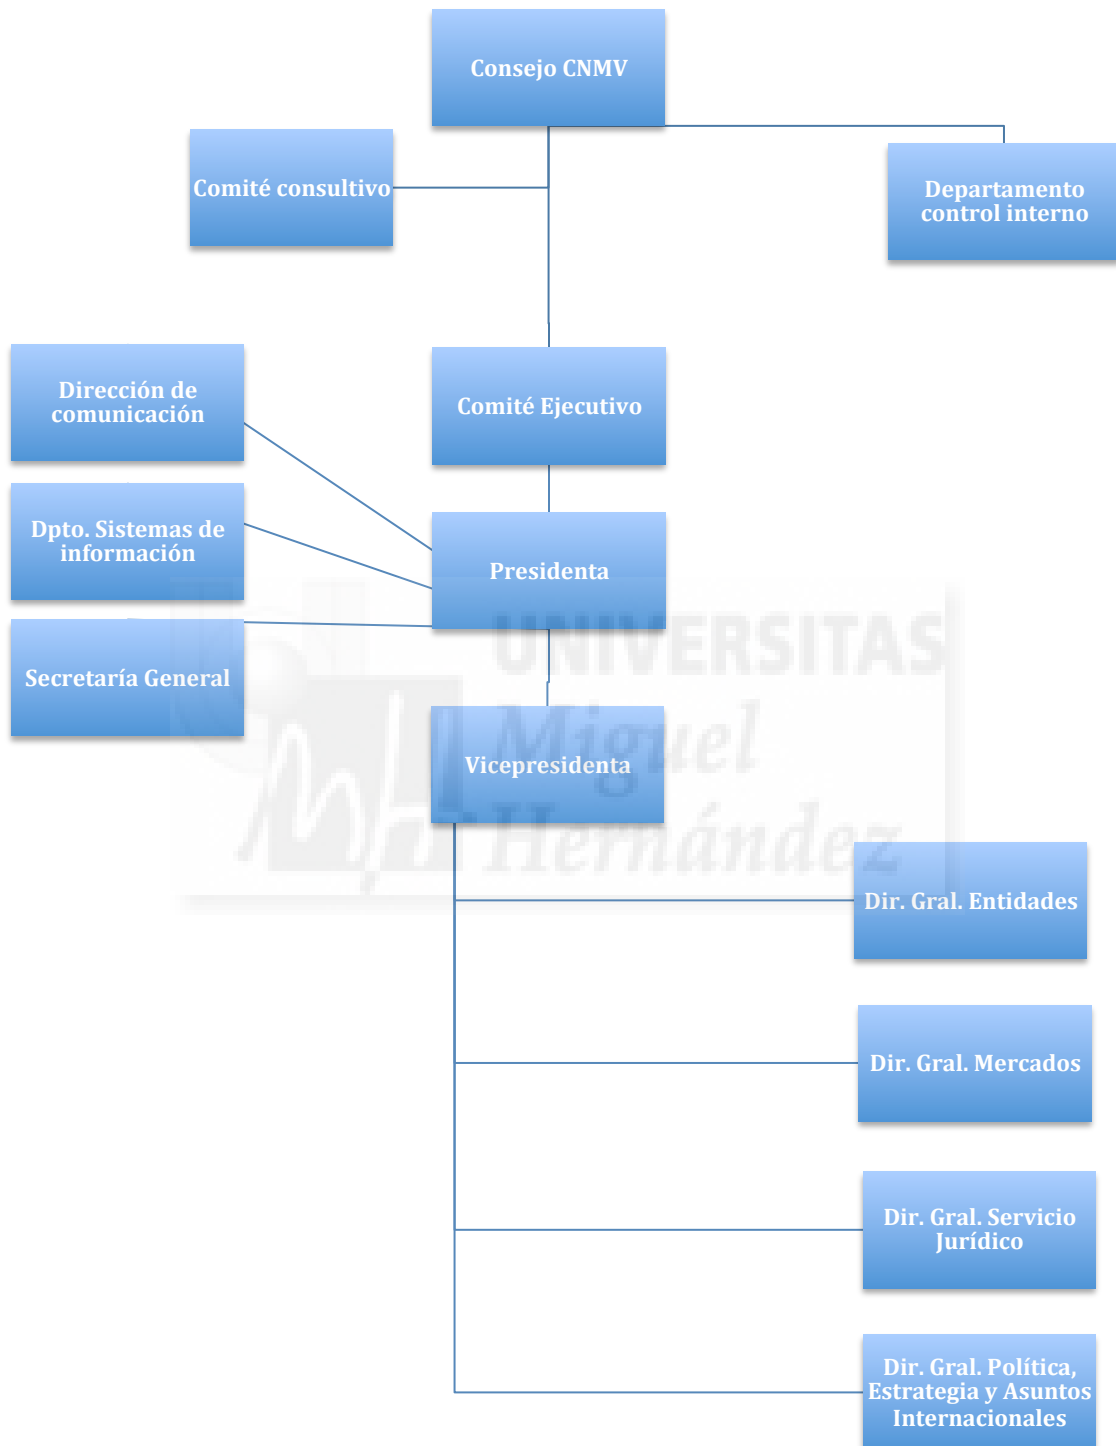 Consejo CNMV
Comité consultivo
Departamento
control interno
Dirección de
comunicación
Comité Ejecutivo
Dpto. Sistemas de
información
Presidenta
UNIVERSITAS
Secretaría General
Miguel
Vicepresidenta
Hernández
Dir. Gral. Entidades
Dir. Gral. Mercados
Dir. Gral. Servicio
Jurídico
Dir. Gral. Política,
Estrategia y Asuntos
Internacionales